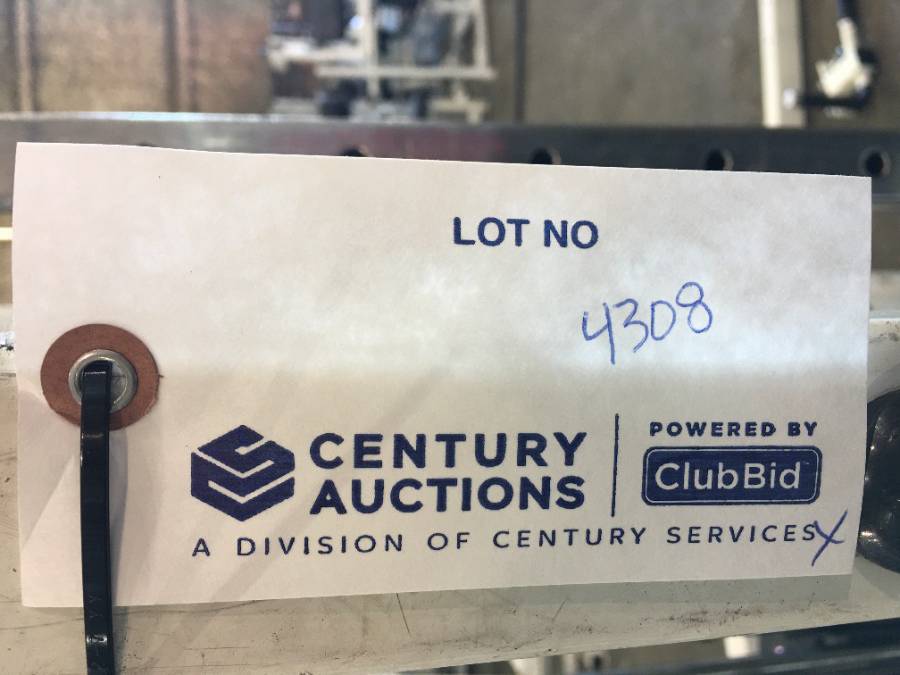 LOT NO
4308
CENTURY
AUCTIONS
POWERED BY
ClubBid
A DIVISION OF CENTURY SERVICES
X